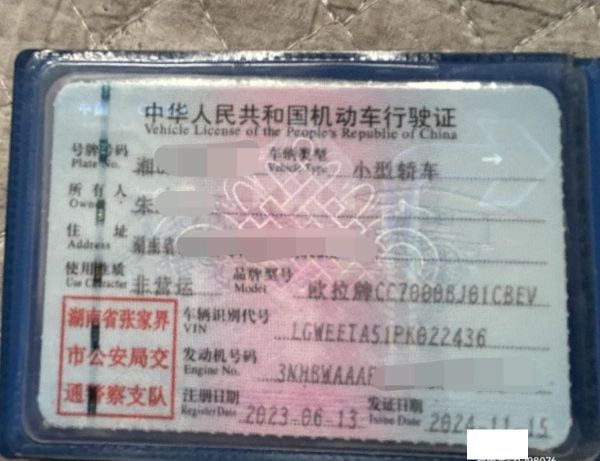 中华人民共和国机动车行驶证
Vehicle License of the People's Republic of China
号牌号码 湘 车辆类型 小型轿车
Plate No. Vehicle Type
所有人 朱
Owner
住址 湖南省
Address
使用性质 非营运 品牌型号 欧拉牌CC7000BJ01CBEV
Use Character Model
湖南省张家界
市公安局交
通警察支队
车辆识别代号 LGWEETA51PK022436
VIN
发动机号码 3NHBWAAAF
Engine No.
注册日期 2023-06-13 发证日期 2024-11-15
Register Date Issue Date